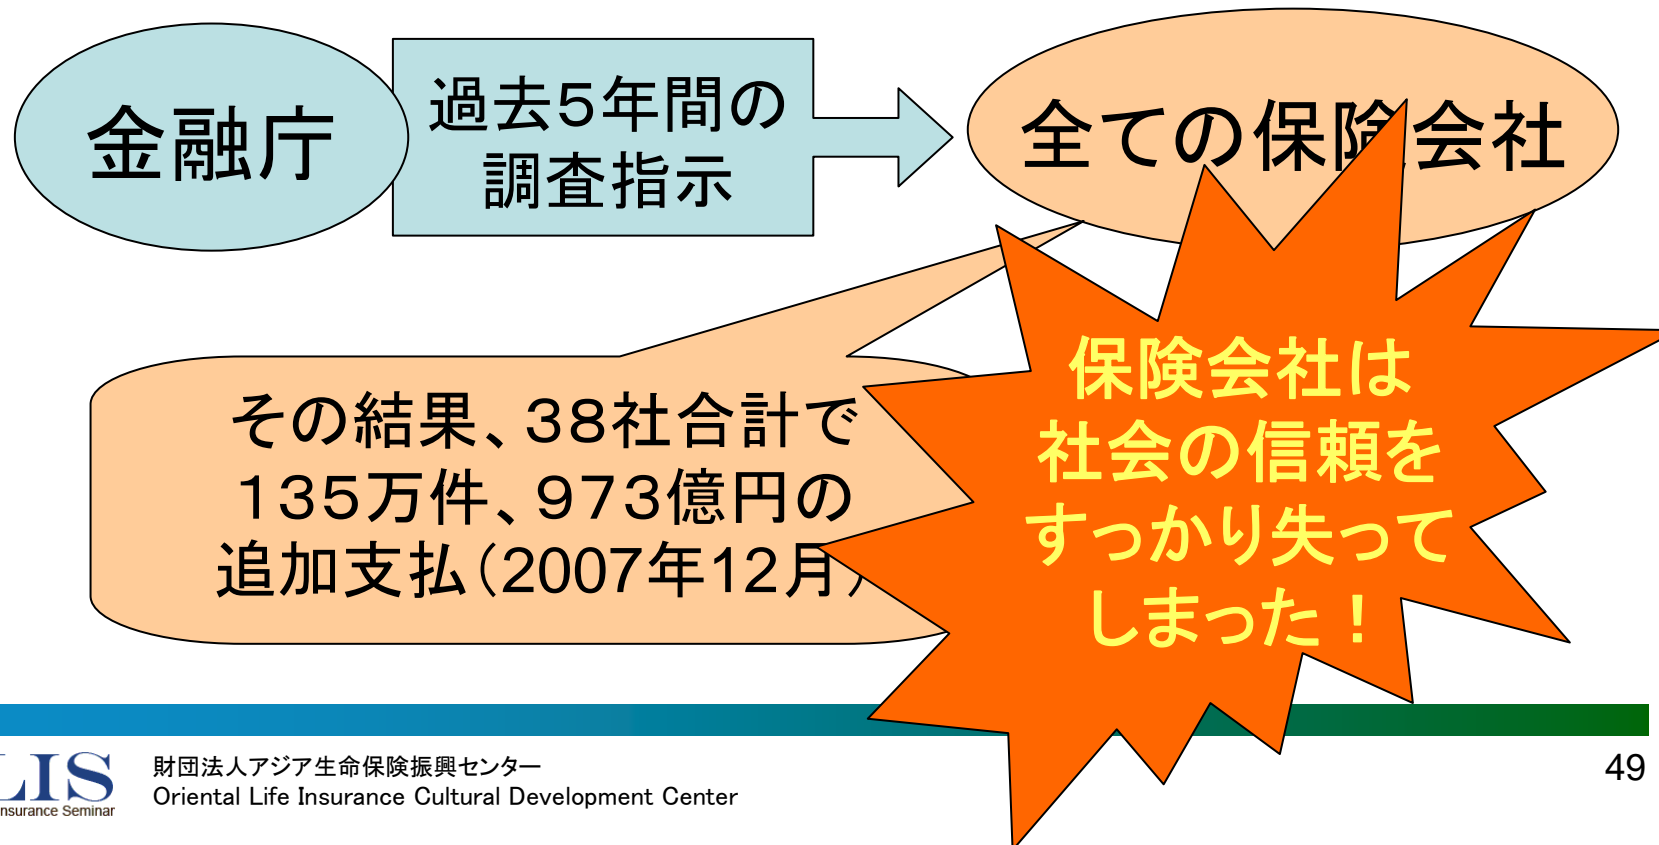 金融庁
過去5年間の
調査指示
全ての保険会社
その結果、38社合計で
135万件、973億円の
追加支払（2007年12月）
保険会社は
社会の信頼を
すっかり失って
しまった！
LIS
nsurance Seminar
財団法人アジア生命保険振興センター
Oriental Life Insurance Cultural Development Center
49